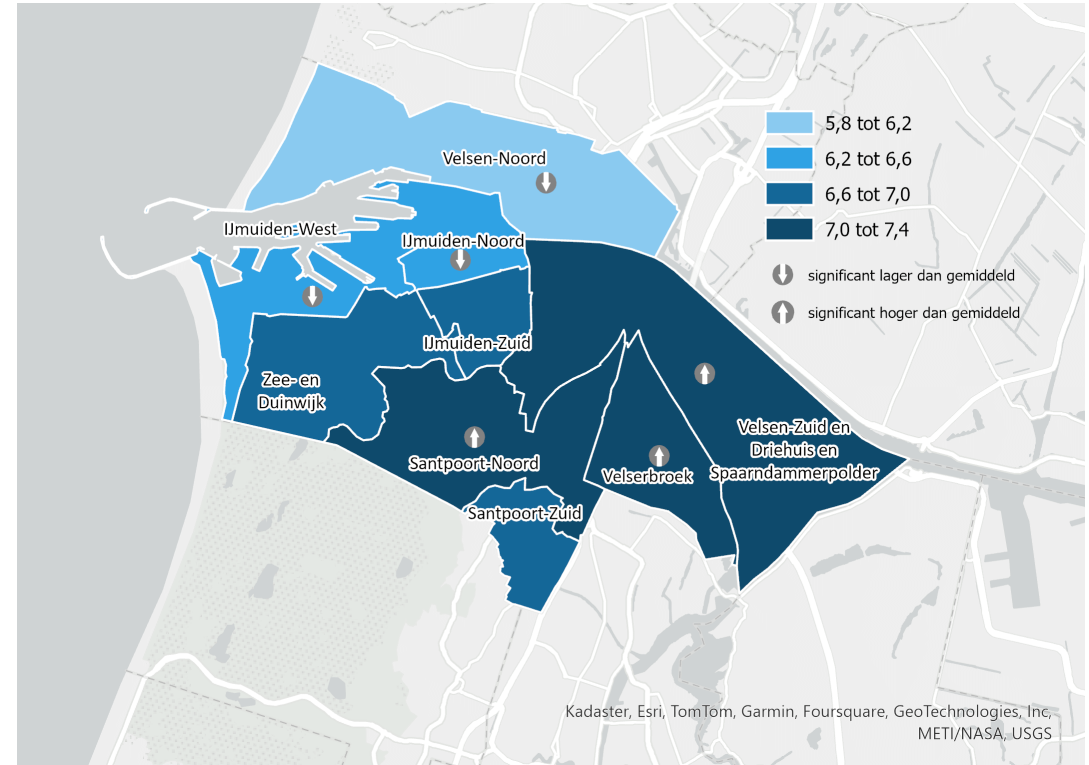 5,8 tot 6,2
Velsen-Noord
6,2 tot 6,6
6,6 tot 7,0
IJmuiden-West
7,0 tot 7,4
IJmuiden-Noord
significant lager dan gemiddeld
significant hoger dan gemiddeld
IJmuiden-Zuid
Zee- en
Duinwijk
Velsen-Zuid en
Driehuis en
Spaarndammerpolder
Santpoort-Noord
Velserbroek
Santpoort-Zuid
Kadaster, Esri, TomTom, Garmin, Foursquare, GeoTechnologies, Inc,
METI/NASA, USGS